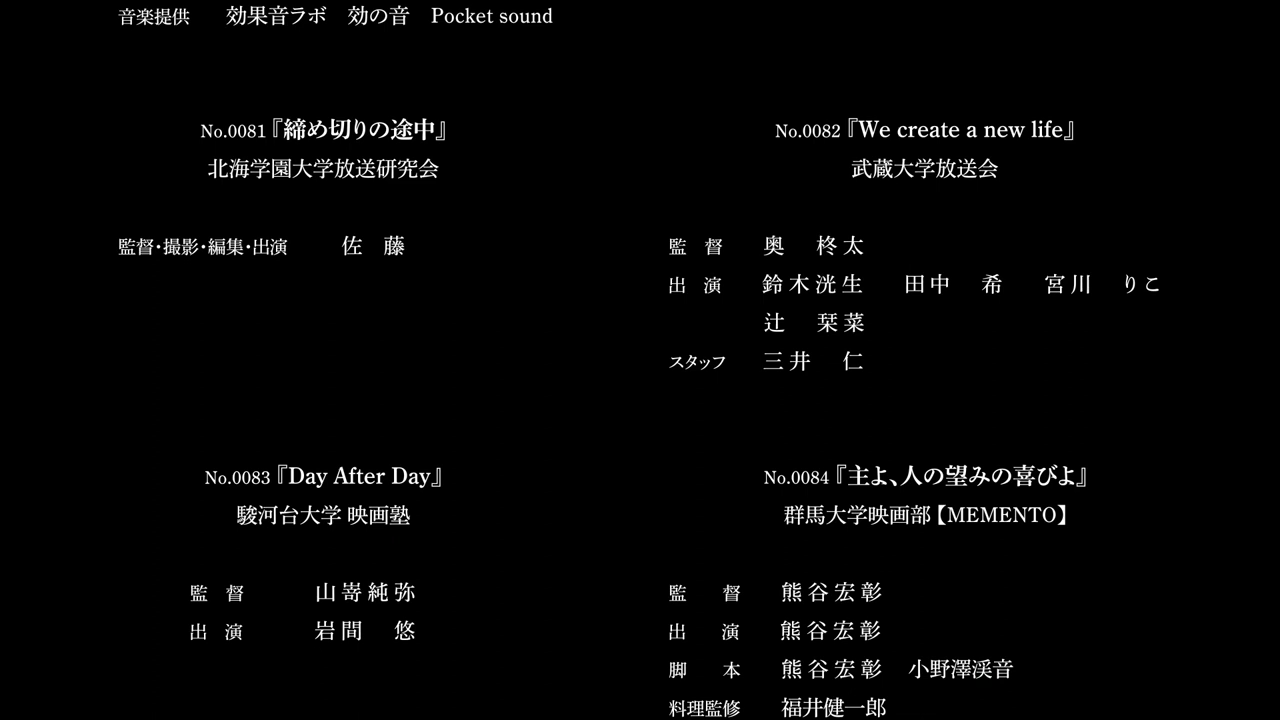 音楽提供　効果音ラボ　効の音　Pocket sound
No.0081『締め切りの途中』
北海学園大学放送研究会
監督・撮影・編集・出演　佐　藤
No.0082『We create a new life』
武蔵大学放送会
監　督　奥　柊太
出　演　鈴木洸生　田中　希　宮川　りこ
辻　栞菜
スタッフ　三井　仁
No.0083『Day After Day』
駿河台大学 映画塾
監　督　山嵜純弥
出　演　岩間　悠
No.0084『主よ、人の望みの喜びよ』
群馬大学映画部【MEMENTO】
監　督　熊谷宏彰
出　演　熊谷宏彰
脚　本　熊谷宏彰　小野澤渓音
料理監修　福井健一郎